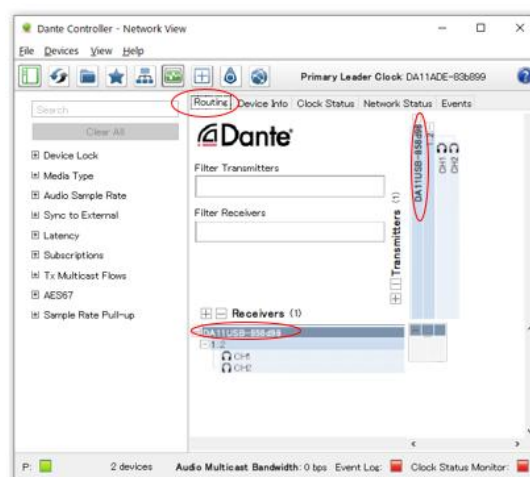 Dante Controller - Network View
File Devices View Help
Primary Leader Clock: DA11ADE-83b899
?
Search
Clear All
Device Lock
Media Type
Audio Sample Rate
Sync to External
Latency
Subscriptions
Tx Multicast Flows
AES67
Sample Rate Pull-up
Routing Device Info Clock Status Network Status Events
Dante
Filter Transmitters
Filter Receivers
Transmitters (1)
DA11USB-858d98
1..2
CH1
CH2
Receivers (1)
DA11USB-858d98
1..2
CH1
CH2
P: 2 devices Audio Multicast Bandwidth: 0 bps Event Log: Clock Status Monitor: